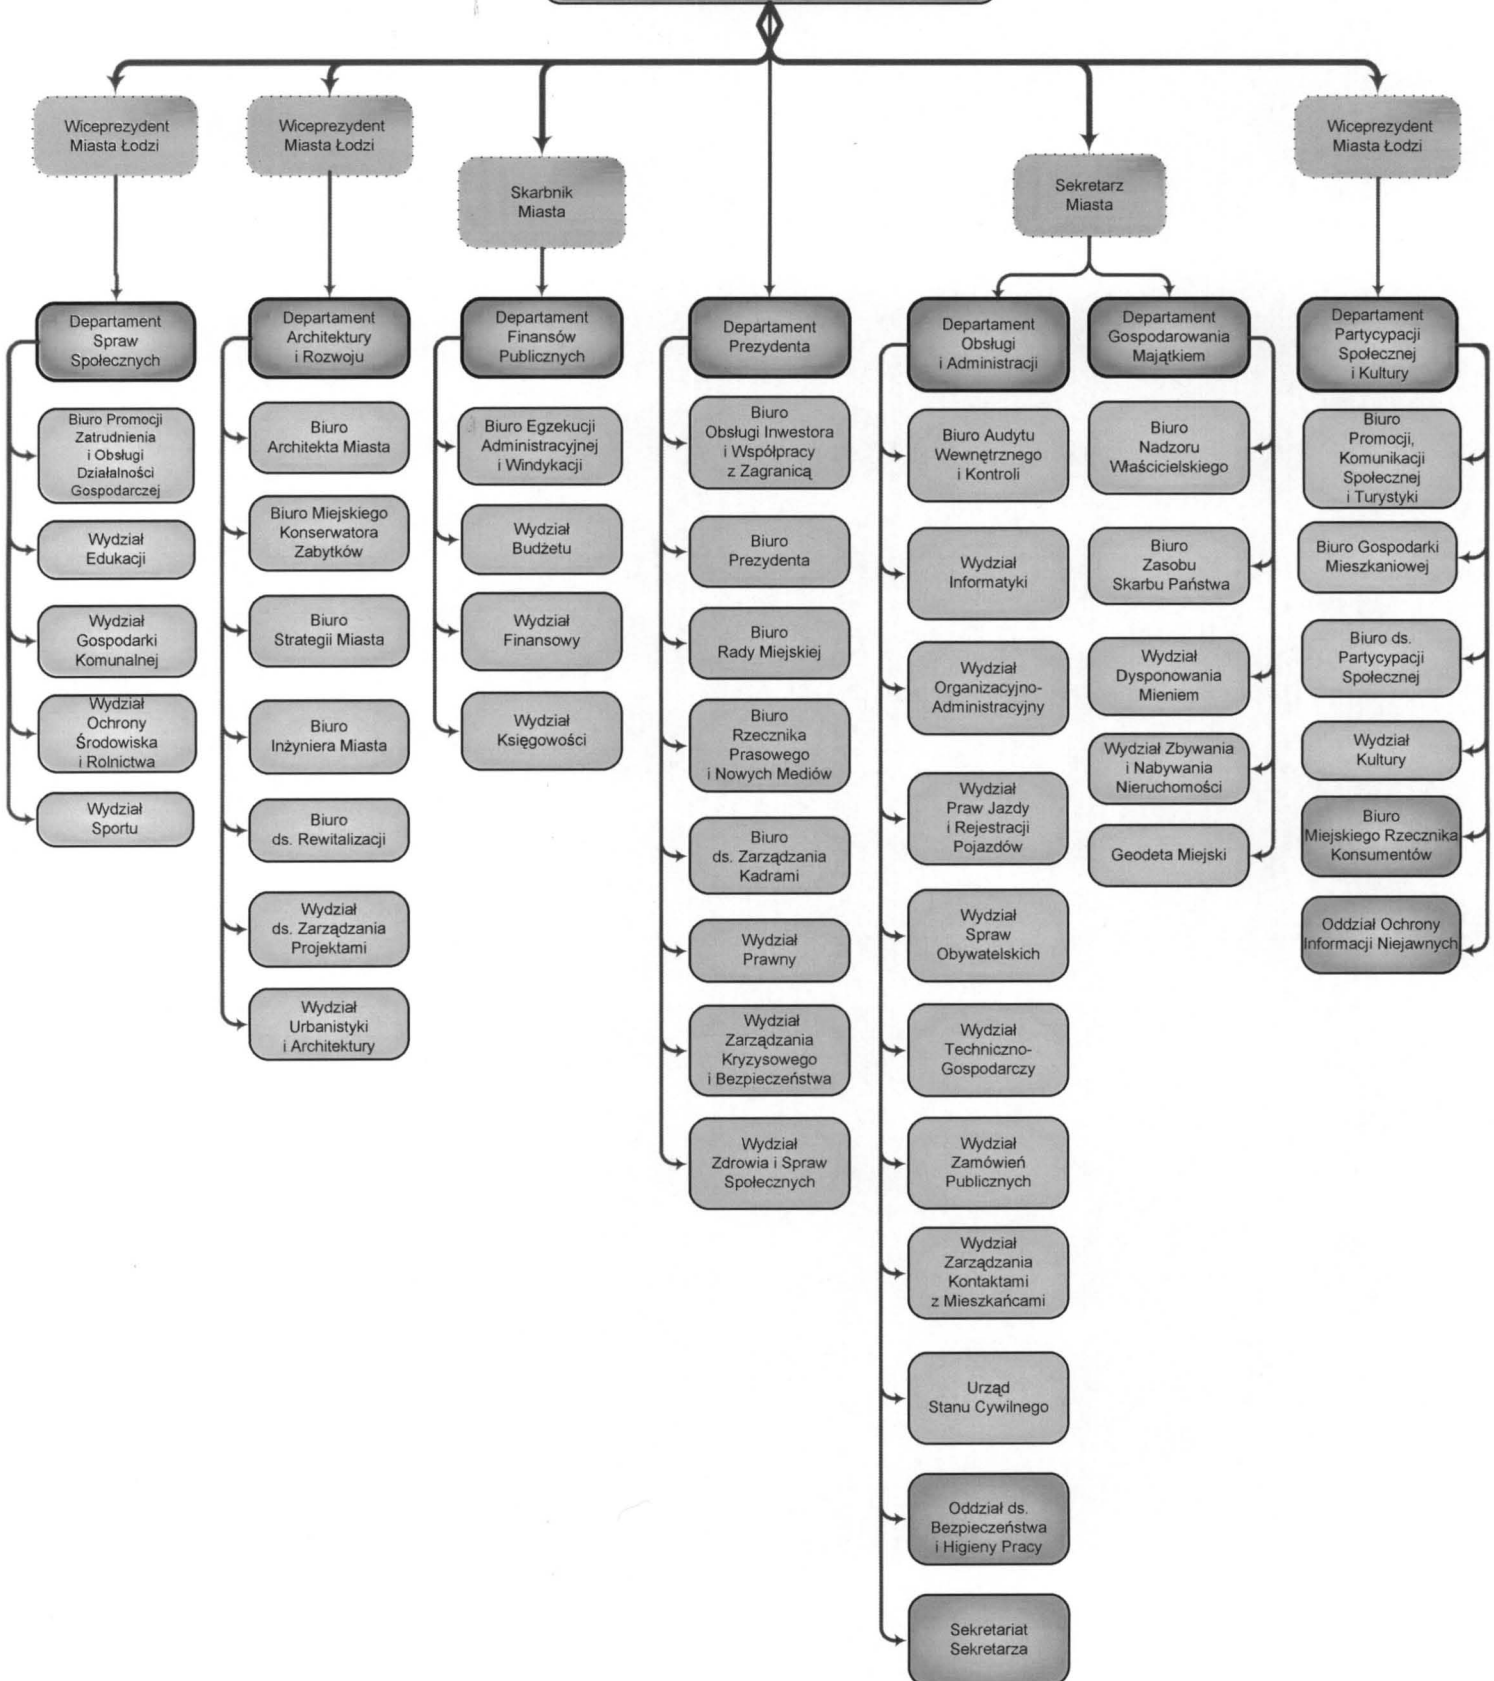 Wiceprezydent
Miasta Łodzi
Wiceprezydent
Miasta Łodzi
Skarbnik
Miasta
Sekretarz
Miasta
Wiceprezydent
Miasta Łodzi
Departament
Spraw
Społecznych
Biuro Promocji
Zatrudnienia
i Obsługi
Działalności
Gospodarczej
Wydział
Edukacji
Wydział
Gospodarki
Komunalnej
Wydział
Ochrony
Środowiska
i Rolnictwa
Wydział
Sportu
Departament
Architektury
i Rozwoju
Biuro
Architekta Miasta
Biuro Miejskiego
Konserwatora
Zabytków
Biuro
Strategii Miasta
Biuro
Inżyniera Miasta
Biuro
ds. Rewitalizacji
Wydział
ds. Zarządzania
Projektami
Wydział
Urbanistyki
i Architektury
Departament
Finansów
Publicznych
Biuro Egzekucji
Administracyjnej
i Windykacji
Wydział
Budżetu
Wydział
Finansowy
Wydział
Księgowości
Departament
Prezydenta
Biuro
Obsługi Inwestora
i Współpracy
z Zagranicą
Biuro
Prezydenta
Biuro
Rady Miejskiej
Biuro
Rzecznika
Prasowego
i Nowych Mediów
Biuro
ds. Zarządzania
Kadrami
Wydział
Prawny
Wydział
Zarządzania
Kryzysowego
i Bezpieczeństwa
Wydział
Zdrowia i Spraw
Społecznych
Departament
Obsługi
i Administracji
Biuro Audytu
Wewnętrznego
i Kontroli
Wydział
Informatyki
Wydział
Organizacyjno-
Administracyjny
Wydział
Praw Jazdy
i Rejestracji
Pojazdów
Wydział
Spraw
Obywatelskich
Wydział
Techniczno-
Gospodarczy
Wydział
Zamówień
Publicznych
Wydział
Zarządzania
Kontaktami
z Mieszkańcami
Urząd
Stanu Cywilnego
Oddział ds.
Bezpieczeństwa
i Higieny Pracy
Sekretariat
Sekretarza
Departament
Gospodarowania
Majątkiem
Biuro
Nadzoru
Właścicielskiego
Biuro
Zasobu
Skarbu Państwa
Wydział
Dysponowania
Mieniem
Wydział Zbywania
i Nabywania
Nieruchomości
Geodeta Miejski
Departament
Partycypacji
Społecznej
i Kultury
Biuro
Promocji,
Komunikacji
Społecznej
i Turystyki
Biuro Gospodarki
Mieszkaniowej
Biuro ds.
Partycypacji
Społecznej
Wydział
Kultury
Biuro
Miejskiego Rzecznika
Konsumentów
Oddział Ochrony
Informacji Niejawnych